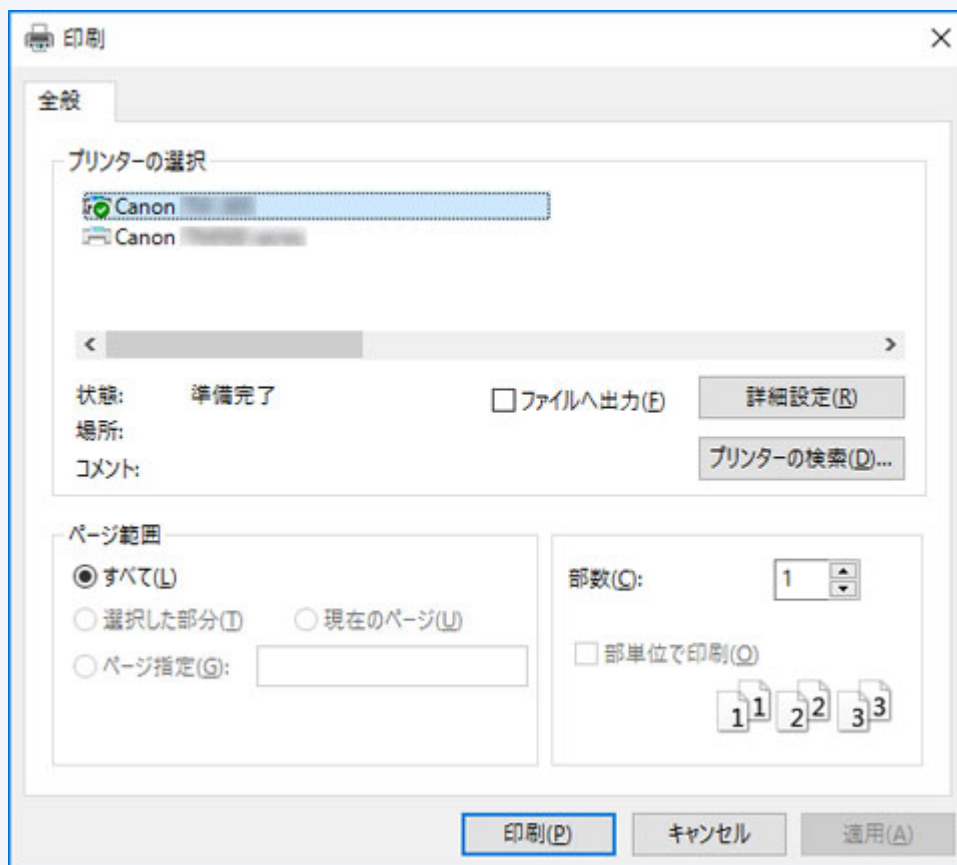 印刷
全般
プリンターの選択
Canon
Canon
状態: 準備完了
ファイルへ出力(F)
詳細設定(R)
場所:
コメント:
プリンターの検索(D)...
ページ範囲
すべて(L)
選択した部分(T) 現在のページ(U)
ページ指定(G):
部数(C): 1
部単位で印刷(O)
1 1 2 2 3 3
印刷(P) キャンセル 適用(A)